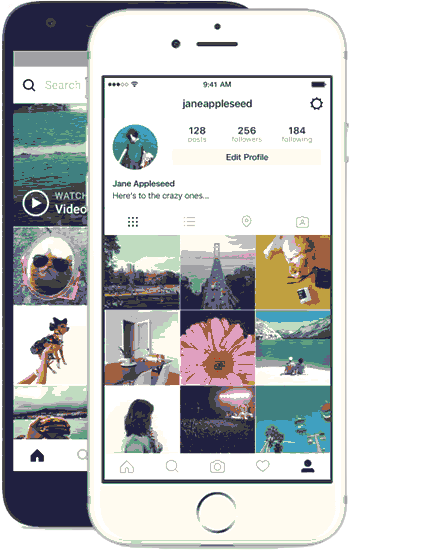 Search
WATCH
Video
9:41 AM
janeappleseed
128
posts
256
followers
184
following
Edit Profile
Jane Appleseed
Here's to the crazy ones...